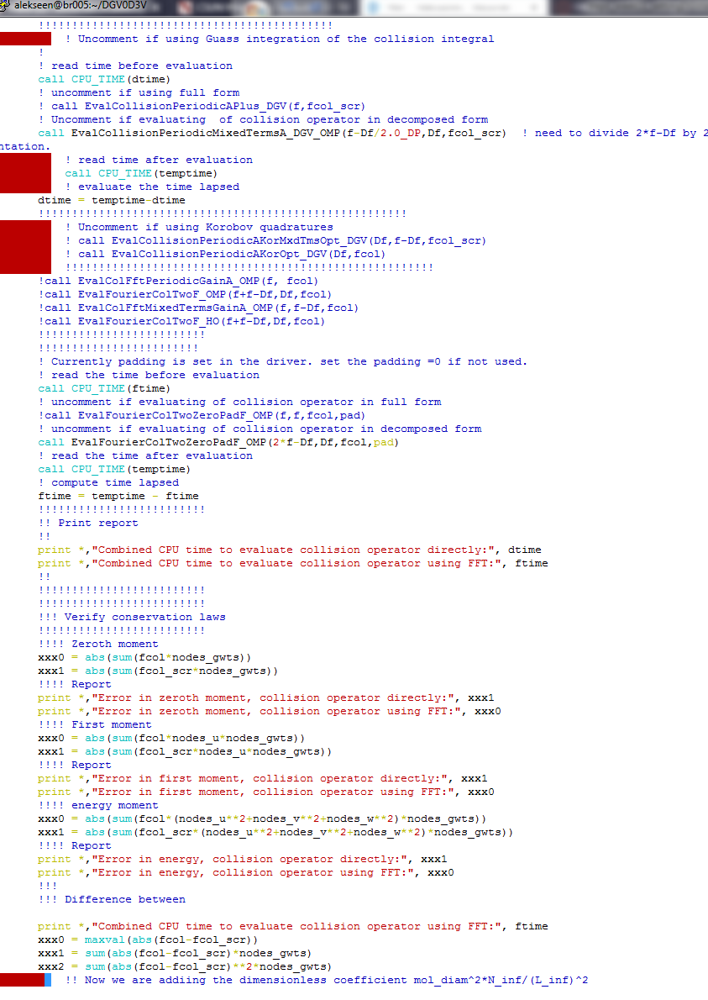 alekseen@br005:~/DGV0D3V
!!!!!!!!!!!!!!!!!!!!!!!!!!!!!!!!!!!!!!!!!!!!
! Uncomment if using Guass integration of the collision integral
!
! read time before evaluation
call CPU_TIME(dtime)
! uncomment if using full form
! call EvalCollisionPeriodicAPlus_DGV(f,fcol_scr)
! Uncomment if evaluating  of collision operator in decomposed form
call EvalCollisionPeriodicMixedTermsA_DGV_OMP(f-Df/2.0_DP,Df,fcol_scr)  ! need to divide 2*f-Df by 2
ntation.
! read time after evaluation
call CPU_TIME(temptime)
! evaluate the time lapsed
dtime = temptime-dtime
!!!!!!!!!!!!!!!!!!!!!!!!!!!!!!!!!!!!!!!!!!!!!!!!!!!!!!!
! Uncomment if using Korobov quadratures
! call EvalCollisionPeriodicAKorMxdTmsOpt_DGV(Df,f-Df,fcol_scr)
! call EvalCollisionPeriodicAKorOpt_DGV(Df,fcol)
!!!!!!!!!!!!!!!!!!!!!!!!!!!!!!!!!!!!!!!!!!!!!!!!!!!!!!!
!call EvalColFftPeriodicGainA_OMP(f, fcol)
!call EvalFourierColTwoF_OMP(f+f-Df,Df,fcol)
!call EvalColFftMixedTermsGainA_OMP(f,f-Df,fcol)
!call EvalFourierColTwoF_HO(f+f-Df,Df,fcol)
!!!!!!!!!!!!!!!!!!!!!!!!!
!!!!!!!!!!!!!!!!!!!!!!!!
! Currently padding is set in the driver. set the padding =0 if not used.
! read the time before evaluation
call CPU_TIME(ftime)
! uncomment if evaluating of collision operator in full form
!call EvalFourierColTwoZeroPadF_OMP(f,f,fcol,pad)
! uncomment if evaluating of collision operator in decomposed form
call EvalFourierColTwoZeroPadF_OMP(2*f-Df,Df,fcol,pad)
! read the time after evaluation
call CPU_TIME(temptime)
! compute time lapsed
ftime = temptime - ftime
!!!!!!!!!!!!!!!!!!!!!!!!!
!! Print report
!!
print *,"Combined CPU time to evaluate collision operator directly:", dtime
print *,"Combined CPU time to evaluate collision operator using FFT:", ftime
!!
!!!!!!!!!!!!!!!!!!!!!!!!!
!!!!!!!!!!!!!!!!!!!!!!!!!
!!! Verify conservation laws
!!!!!!!!!!!!!!!!!!!!!!!!!
!!!! Zeroth moment
xxx0 = abs(sum(fcol*nodes_gwts))
xxx1 = abs(sum(fcol_scr*nodes_gwts))
!!!! Report
print *,"Error in zeroth moment, collision operator directly:", xxx1
print *,"Error in zeroth moment, collision operator using FFT:", xxx0
!!!! First moment
xxx0 = abs(sum(fcol*nodes_u*nodes_gwts))
xxx1 = abs(sum(fcol_scr*nodes_u*nodes_gwts))
!!!! Report
print *,"Error in first moment, collision operator directly:", xxx1
print *,"Error in first moment, collision operator using FFT:", xxx0
!!!! energy moment
xxx0 = abs(sum(fcol*(nodes_u**2+nodes_v**2+nodes_w**2)*nodes_gwts))
xxx1 = abs(sum(fcol_scr*(nodes_u**2+nodes_v**2+nodes_w**2)*nodes_gwts))
!!!! Report
print *,"Error in energy, collision operator directly:", xxx1
print *,"Error in energy, collision operator using FFT:", xxx0
!!!
!!! Difference between
print *,"Combined CPU time to evaluate collision operator using FFT:", ftime
xxx0 = maxval(abs(fcol-fcol_scr))
xxx1 = sum(abs(fcol-fcol_scr)*nodes_gwts)
xxx2 = sum(abs(fcol-fcol_scr)**2*nodes_gwts)
!! Now we are addiing the dimensionless coefficient mol_diam^2*N_inf/(L_inf)^2